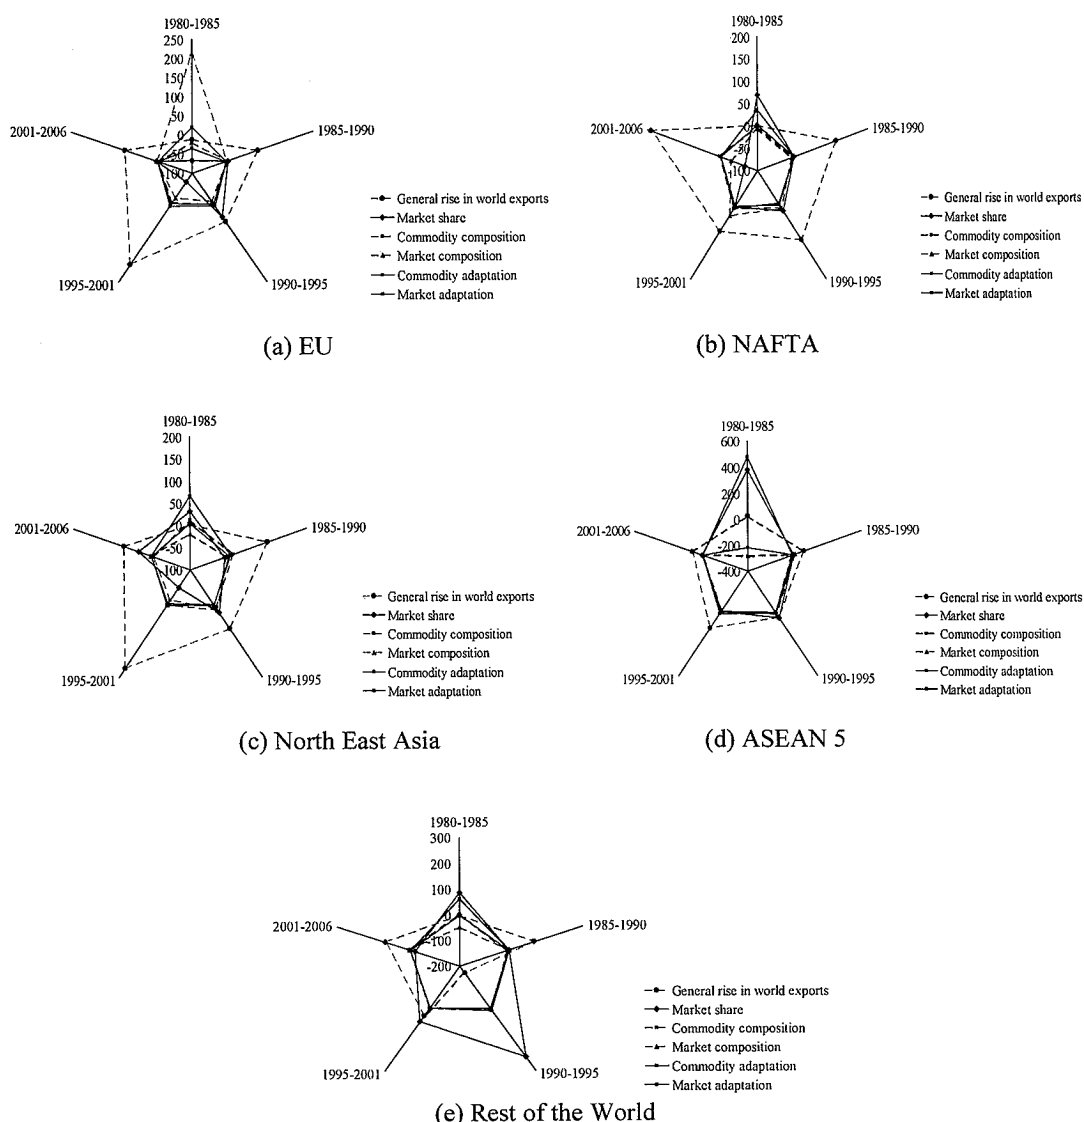 1980-1985
250
200
150
100
50
0
50
100
2001-2006
1985-1990
1995-2001
1990-1995
General rise in world exports
Market share
Commodity composition
Market composition
Commodity adaptation
Market adaptation
(a) EU
1980-1985
200
150
100
50
0
-50
-100
2001-2006
1985-1990
1995-2001
1990-1995
General rise in world exports
Market share
Commodity composition
Market composition
Commodity adaptation
Market adaptation
(b) NAFTA
1980-1985
200
150
100
50
0
-50
100
2001-2006
1985-1990
1995-2001
1990-1995
General rise in world exports
Market share
Commodity composition
Market composition
Commodity adaptation
Market adaptation
(c) North East Asia
1980-1985
600
400
200
0
-200
-400
2001-2006
1985-1990
1995-2001
1990-1995
General rise in world exports
Market share
Commodity composition
Market composition
Commodity adaptation
Market adaptation
(d) ASEAN 5
1980-1985
300
200
100
0
-100
-200
2001-2006
1985-1990
1995-2001
1990-1995
General rise in world exports
Market share
Commodity composition
Market composition
Commodity adaptation
Market adaptation
(e) Rest of the World